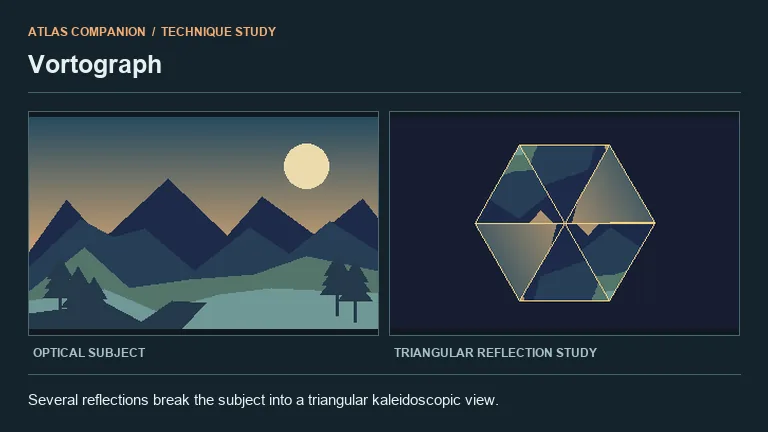 ATLAS COMPANION / TECHNIQUE STUDY
Vortograph
OPTICAL SUBJECT
TRIANGULAR REFLECTION STUDY
Several reflections break the subject into a triangular kaleidoscopic view.